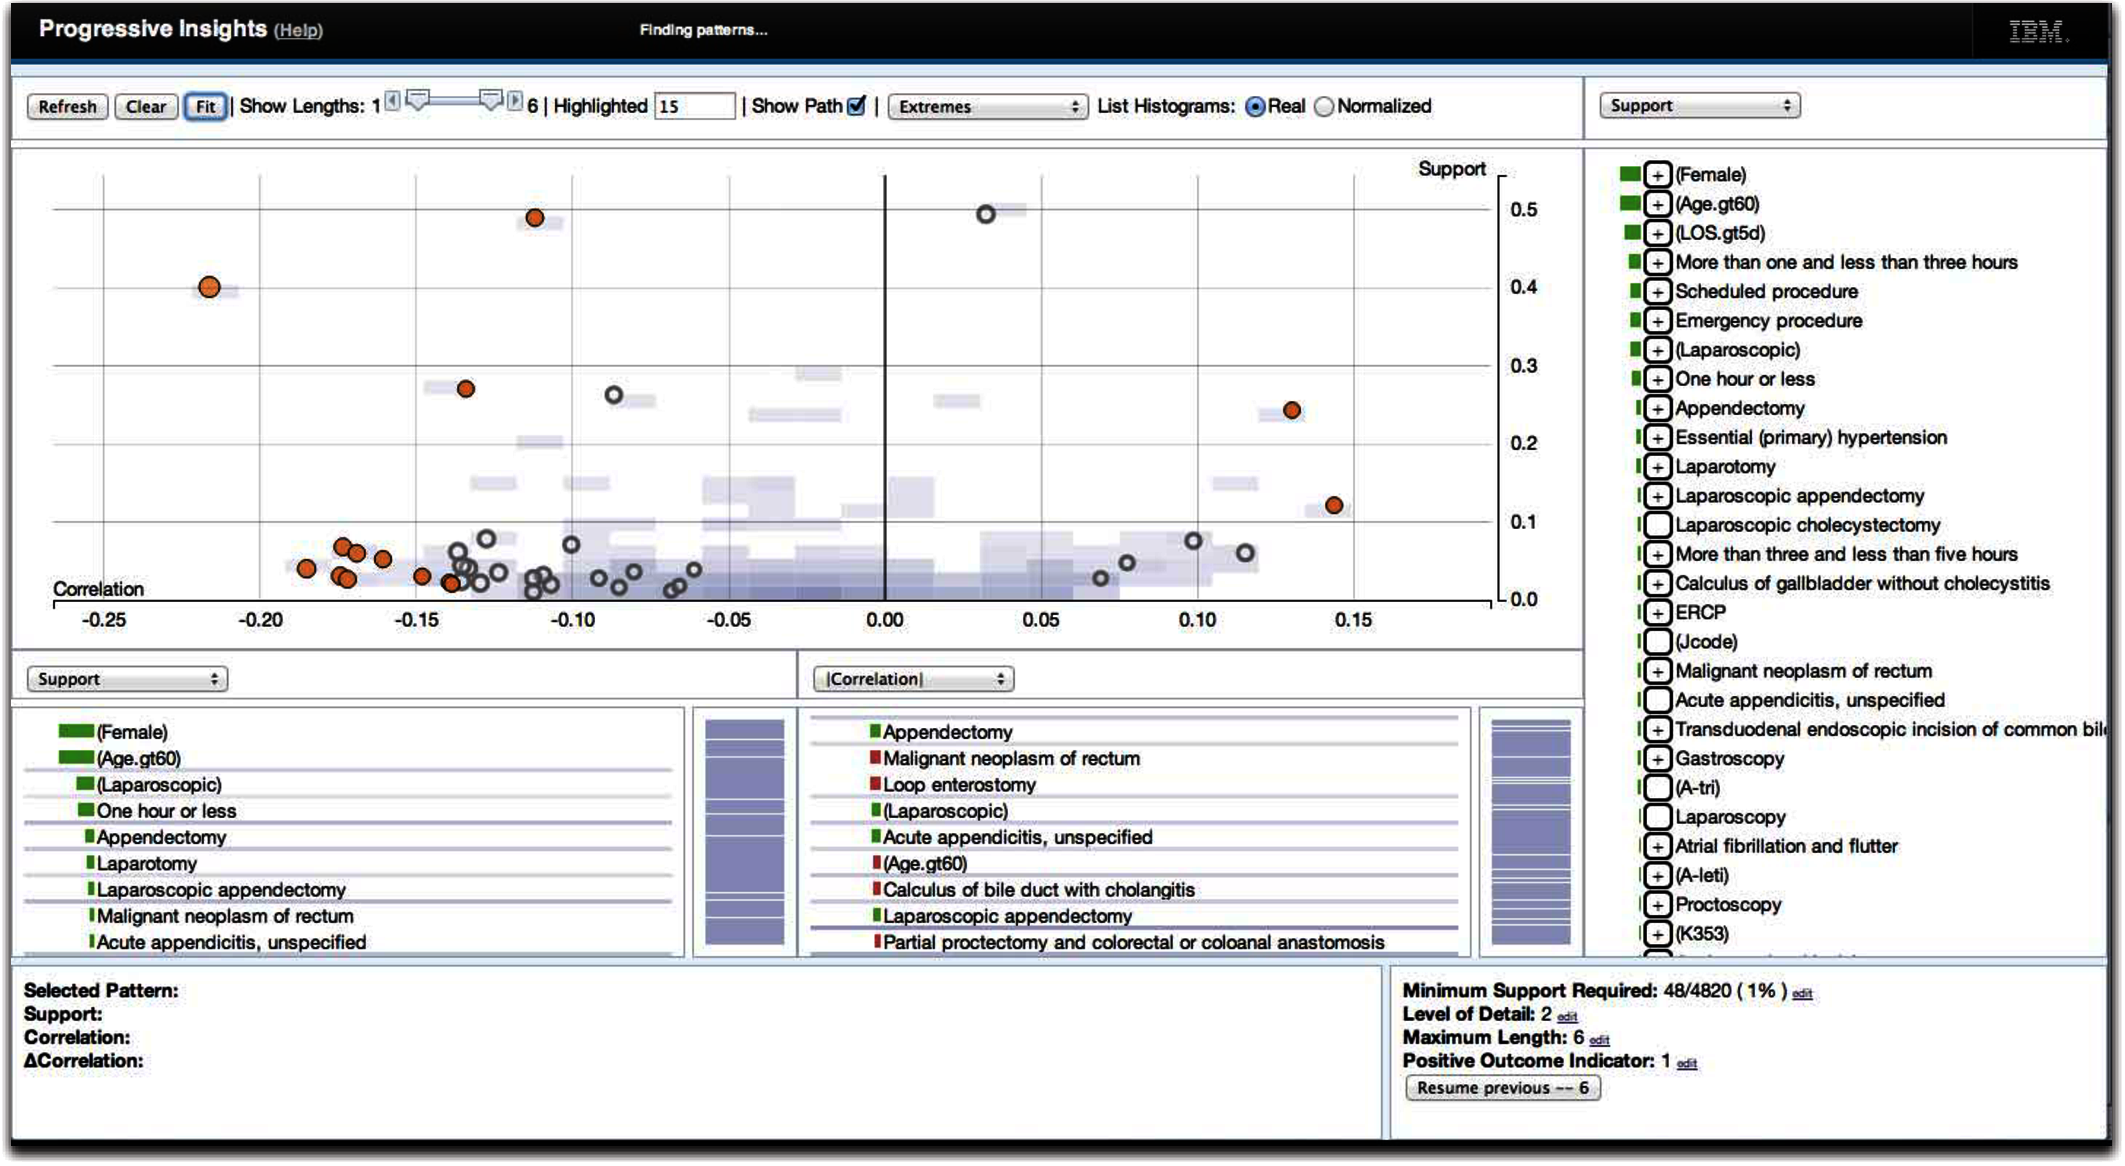 Progressive Insights (Help)
Finding patterns...
IBM.
Refresh Clear Fit | Show Lengths: 1 6 | Highlighted 15 | Show Path | Extremes List Histograms: Real Normalized
Support
Support
0.5
0.4
0.3
0.2
0.1
0.0
Correlation
-0.25 -0.20 -0.15 -0.10 -0.05 0.00 0.05 0.10 0.15
+ (Female)
+ (Age.gt60)
+ (LOS.gt5d)
+ More than one and less than three hours
+ Scheduled procedure
+ Emergency procedure
+ (Laparoscopic)
+ One hour or less
+ Appendectomy
+ Essential (primary) hypertension
+ Laparotomy
+ Laparoscopic appendectomy
Laparoscopic cholecystectomy
+ More than three and less than five hours
+ Calculus of gallbladder without cholecystitis
+ ERCP
(Jcode)
+ Malignant neoplasm of rectum
Acute appendicitis, unspecified
+ Transduodenal endoscopic incision of common
+ Gastroscopy
(A-tri)
Laparoscopy
+ Atrial fibrillation and flutter
+ (A-leti)
+ Proctoscopy
+ (K353)
Support
(Female)
(Age.gt60)
(Laparoscopic)
One hour or less
Appendectomy
Laparotomy
Laparoscopic appendectomy
Malignant neoplasm of rectum
Acute appendicitis, unspecified
|Correlation|
Appendectomy
Malignant neoplasm of rectum
Loop enterostomy
(Laparoscopic)
Acute appendicitis, unspecified
(Age.gt60)
Calculus of bile duct with cholangitis
Laparoscopic appendectomy
Partial proctectomy and colorectal or coloanal anastomosis
Selected Pattern:
Support:
Correlation:
ΔCorrelation:
Minimum Support Required: 48/4820 ( 1% ) edit
Level of Detail: 2 edit
Maximum Length: 6 edit
Positive Outcome Indicator: 1 edit
Resume previous -- 6